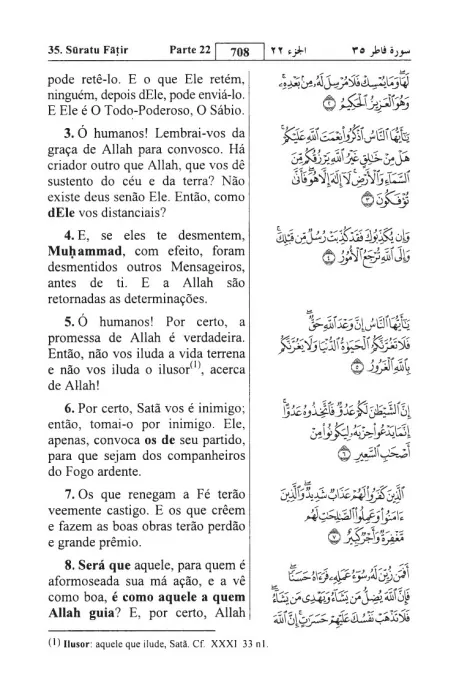 35. Sūratu Fāṭir Parte 22 708 الجزء ٢٢ سورة فاطر ٣٥
pode retê-lo. E o que Ele retém,
ninguém, depois dEle, pode enviá-lo.
E Ele é O Todo-Poderoso, O Sábio.
3. Ó humanos! Lembrai-vos da
graça de Allah para convosco. Há
criador outro que Allah, que vos dê
sustento do céu e da terra? Não
existe deus senão Ele. Então, como
dEle vos distanciais?
4. E, se eles te desmentem,
Muḥammad, com efeito, foram
desmentidos outros Mensageiros,
antes de ti. E a Allah são
retornadas as determinações.
5. Ó humanos! Por certo, a
promessa de Allah é verdadeira.
Então, não vos iluda a vida terrena
e não vos iluda o ilusor(1), acerca
de Allah!
6. Por certo, Satã vos é inimigo;
então, tomai-o por inimigo. Ele,
apenas, convoca os de seu partido,
para que sejam dos companheiros
do Fogo ardente.
7. Os que renegam a Fé terão
veemente castigo. E os que crêem
e fazem as boas obras terão perdão
e grande prêmio.
8. Será que aquele, para quem é
aformoseada sua má ação, e a vê
como boa, é como aquele a quem
Allah guia? E, por certo, Allah
لَهَا وَمَا يُمْسِكْ فَلَا مُرْسِلَ لَهُ مِنْ بَعْدِهِ
وَهُوَ الْعَزِيزُ الْحَكِيمُ ٢
يَا أَيُّهَا النَّاسُ اذْكُرُوا نِعْمَتَ اللَّهِ عَلَيْكُمْ
هَلْ مِنْ خَالِقٍ غَيْرُ اللَّهِ يَرْزُقُكُمْ مِنَ
السَّمَاءِ وَالْأَرْضِ لَا إِلَهَ إِلَّا هُوَ فَأَنَّى
تُؤْفَكُونَ ٣
وَإِنْ يُكَذِّبُوكَ فَقَدْ كُذِّبَتْ رُسُلٌ مِنْ قَبْلِكَ
وَإِلَى اللَّهِ تُرْجَعُ الْأُمُورُ ٤
يَا أَيُّهَا النَّاسُ إِنَّ وَعْدَ اللَّهِ حَقٌّ
فَلَا تَغُرَّنَّكُمُ الْحَيَاةُ الدُّنْيَا وَلَا يَغُرَّنَّكُمْ
بِاللَّهِ الْغَرُورُ ٥
إِنَّ الشَّيْطَانَ لَكُمْ عَدُوٌّ فَاتَّخِذُوهُ عَدُوًّا
إِنَّمَا يَدْعُو حِزْبَهُ لِيَكُونُوا مِنْ
أَصْحَابِ السَّعِيرِ ٦
الَّذِينَ كَفَرُوا لَهُمْ عَذَابٌ شَدِيدٌ وَالَّذِينَ
ءَامَنُوا وَعَمِلُوا الصَّالِحَاتِ لَهُمْ
مَغْفِرَةٌ وَأَجْرٌ كَبِيرٌ ٧
أَفَمَنْ زُيِّنَ لَهُ سُوءُ عَمَلِهِ فَرَءَاهُ حَسَنًا
فَإِنَّ اللَّهَ يُضِلُّ مَنْ يَشَاءُ وَيَهْدِي مَنْ يَشَاءُ
فَلَا تَذْهَبْ نَفْسُكَ عَلَيْهِمْ حَسَرَاتٍ إِنَّ اللَّهَ
(1) Ilusor: aquele que ilude, Satã. Cf. XXXI 33 n1.